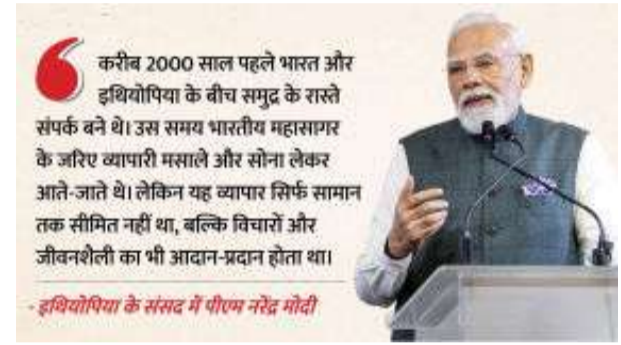 करीब 2000 साल पहले भारत और
इथियोपिया के बीच समुद्र के रास्ते
संपर्क बने थे। उस समय भारतीय महासागर
के जरिए व्यापारी मसाले और सोना लेकर
आते-जाते थे। लेकिन यह व्यापार सिर्फ सामान
तक सीमित नहीं था, बल्कि विचारों और
जीवनशैली का भी आदान-प्रदान होता था।
- इथियोपिया के संसद में पीएम नरेंद्र मोदी